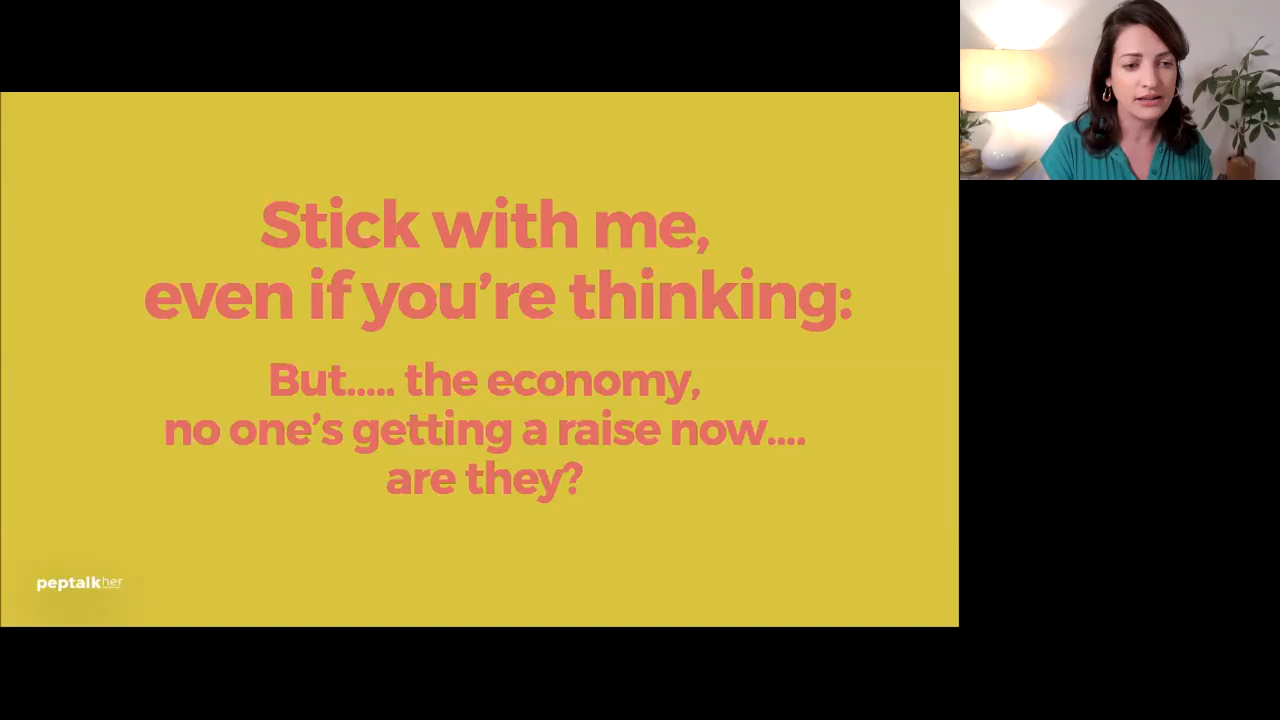 Stick with me,
even if you’re thinking:
But..... the economy,
no one’s getting a raise now....
are they?
peptalkher